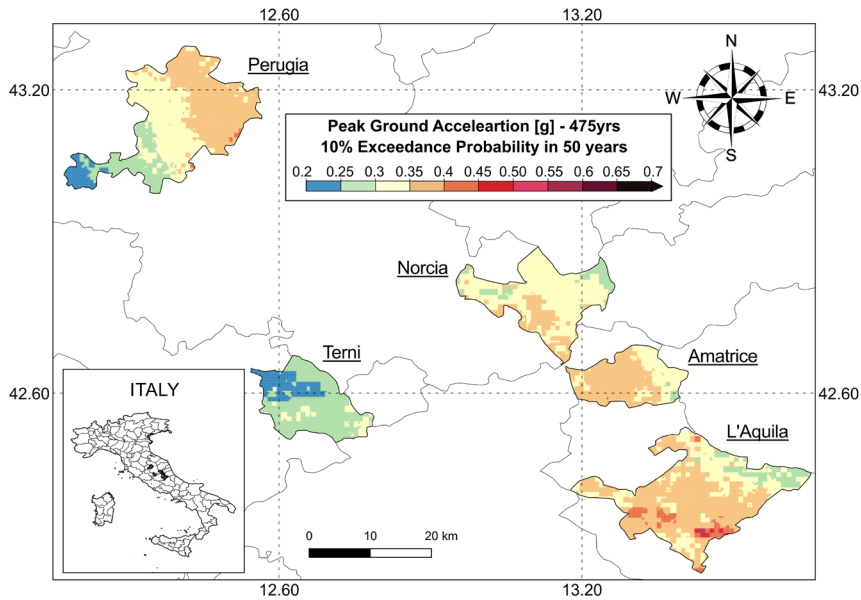 12.60 13.20
Perugia
43.20 43.20
N
W E
S
Peak Ground Acceleartion [g] - 475yrs
10% Exceedance Probability in 50 years
0.2 0.25 0.3 0.35 0.4 0.45 0.5 0.55 0.6 0.65 0.7
Norcia
Terni
Amatrice
ITALY
42.60 42.60
L'Aquila
0 10 20 km
12.60 13.20